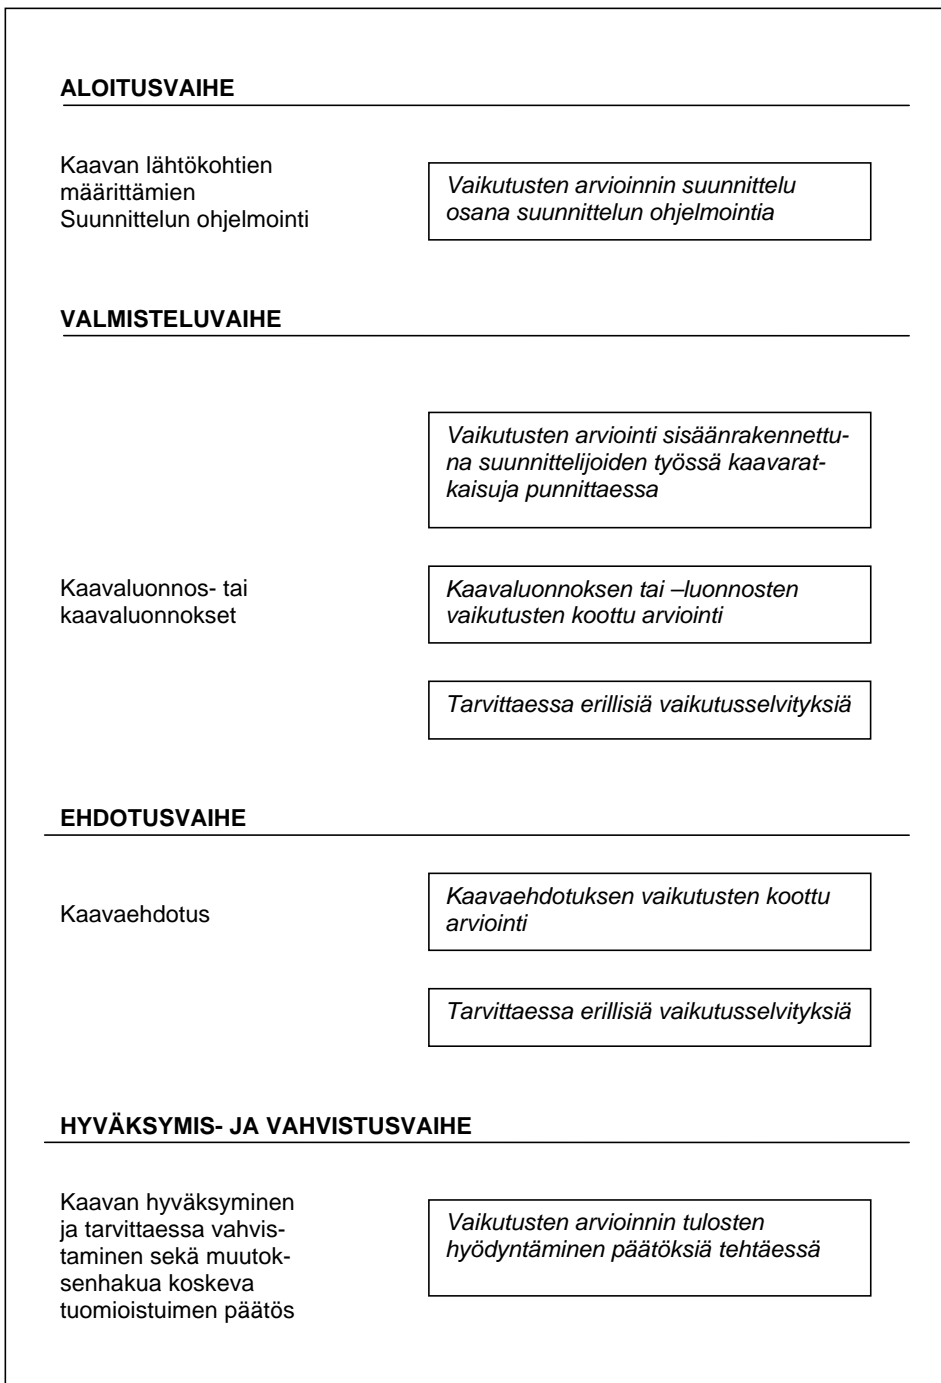 ALOITUSVAIHE
Kaavan lähtökohtien
määrittämien
Suunnittelun ohjelmointi
Vaikutusten arvioinnin suunnittelu
osana suunnittelun ohjelmointia
VALMISTELUVAIHE
Vaikutusten arviointi sisäänrakennettu-
na suunnittelijoiden työssä kaavarat-
kaisuja punnittaessa
Kaavaluonnos- tai
kaavaluonnokset
Kaavaluonnoksen tai –luonnosten
vaikutusten koottu arviointi
Tarvittaessa erillisiä vaikutusselvityksiä
EHDOTUSVAIHE
Kaavaehdotus
Kaavaehdotuksen vaikutusten koottu
arviointi
Tarvittaessa erillisiä vaikutusselvityksiä
HYVÄKSYMIS- JA VAHVISTUSVAIHE
Kaavan hyväksyminen
ja tarvittaessa vahvis-
taminen sekä muutok-
senhakua koskeva
tuomioistuimen päätös
Vaikutusten arvioinnin tulosten
hyödyntäminen päätöksiä tehtäessä